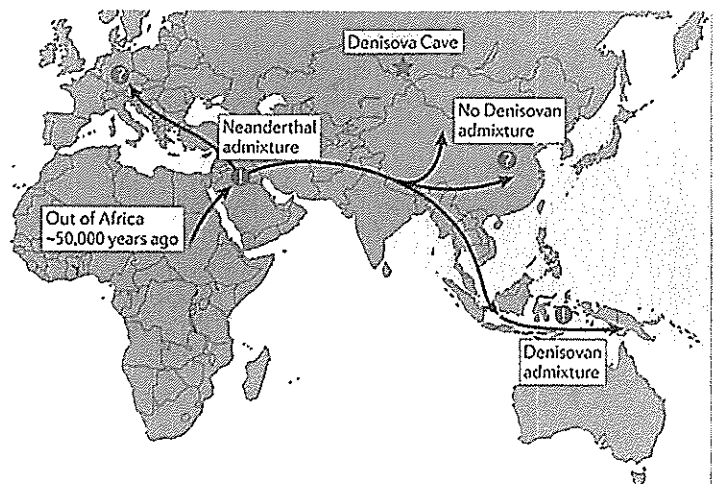 Denisova Cave
No Denisovan
admixture
?
?
Neanderthal
admixture
!
Out of Africa
~50,000 years ago
!
Denisovan
admixture